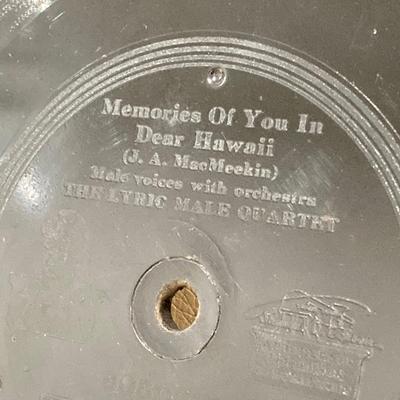 Memories Of You In
Dear Hawaii
(J. A. MacMeekin)
Male voices with orchestra
THE LYRIC MALE QUARTET